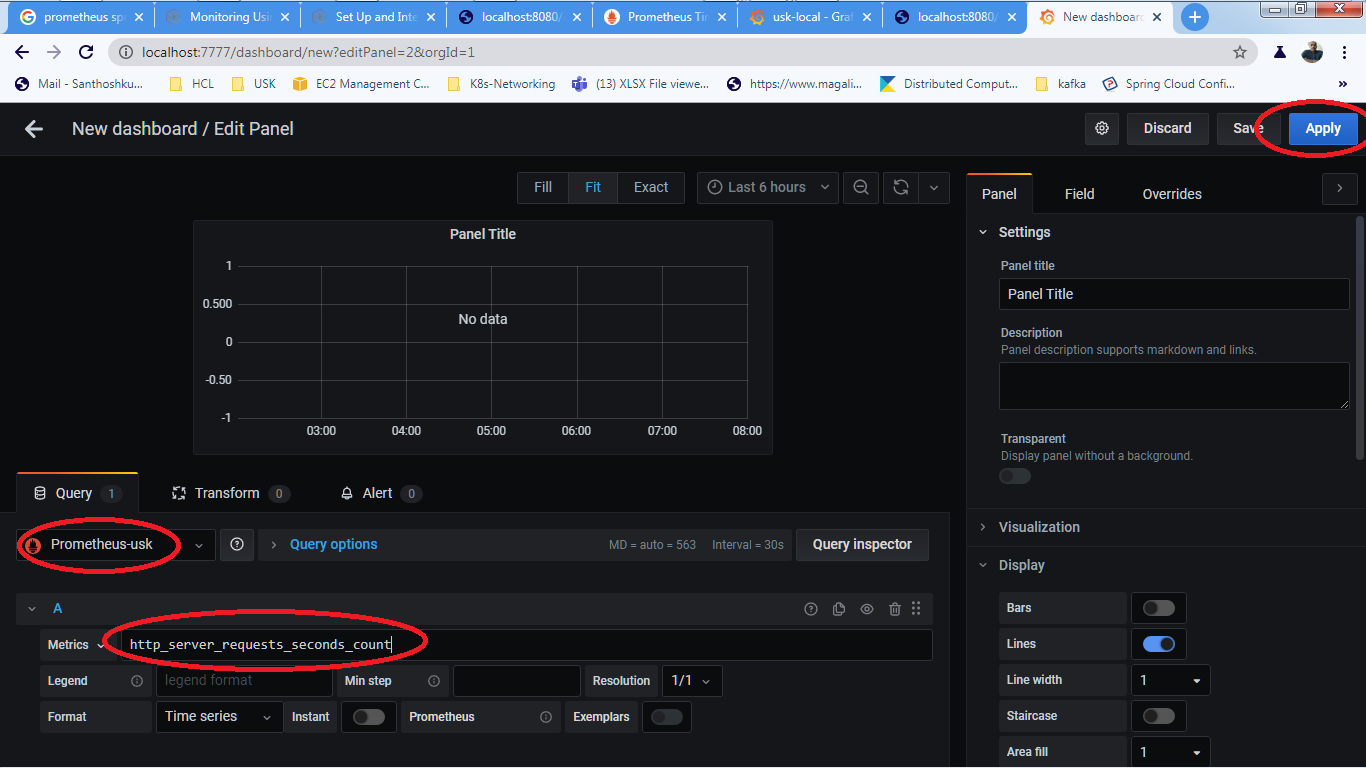 prometheus sp
Monitoring Usi
Set Up and Inte
localhost:8080/
Prometheus Tim
usk-local - Graf
localhost:8080/
New dashboard
localhost:7777/dashboard/new?editPanel=2&orgId=1
Mail - Santhoshku...
HCL
USK
EC2 Management C...
K8s-Networking
(13) XLSX File viewe...
https://www.magali...
Distributed Comput...
kafka
Spring Cloud Confi...
New dashboard / Edit Panel
Discard
Save
Apply
Fill
Fit
Exact
Last 6 hours
Panel
Field
Overrides
Panel Title
1
0.500
0
-0.50
-1
No data
03:00
04:00
05:00
06:00
07:00
08:00
Settings
Panel title
Panel Title
Description
Panel description supports markdown and links.
Transparent
Display panel without a background.
Query 1
Transform 0
Alert 0
Prometheus-usk
Query options
MD = auto = 563
Interval = 30s
Query inspector
A
Metrics
http_server_requests_seconds_count
Legend
legend format
Min step
Resolution
1/1
Format
Time series
Instant
Prometheus
Exemplars
Visualization
Display
Bars
Lines
Line width
1
Staircase
Area fill
1